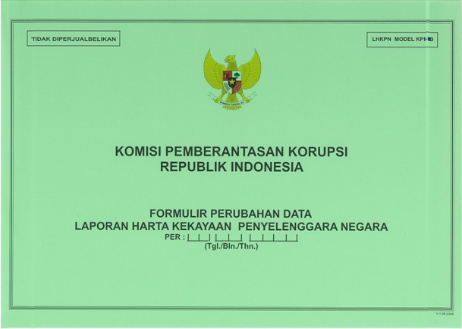 TIDAK DIPERJUALBELIKAN
LHKPN MODEL KPK-B
KOMISI PEMBERANTASAN KORUPSI
REPUBLIK INDONESIA
FORMULIR PERUBAHAN DATA
LAPORAN HARTA KEKAYAAN PENYELENGGARA NEGARA
PER :
(Tgl./Bln./Thn.)